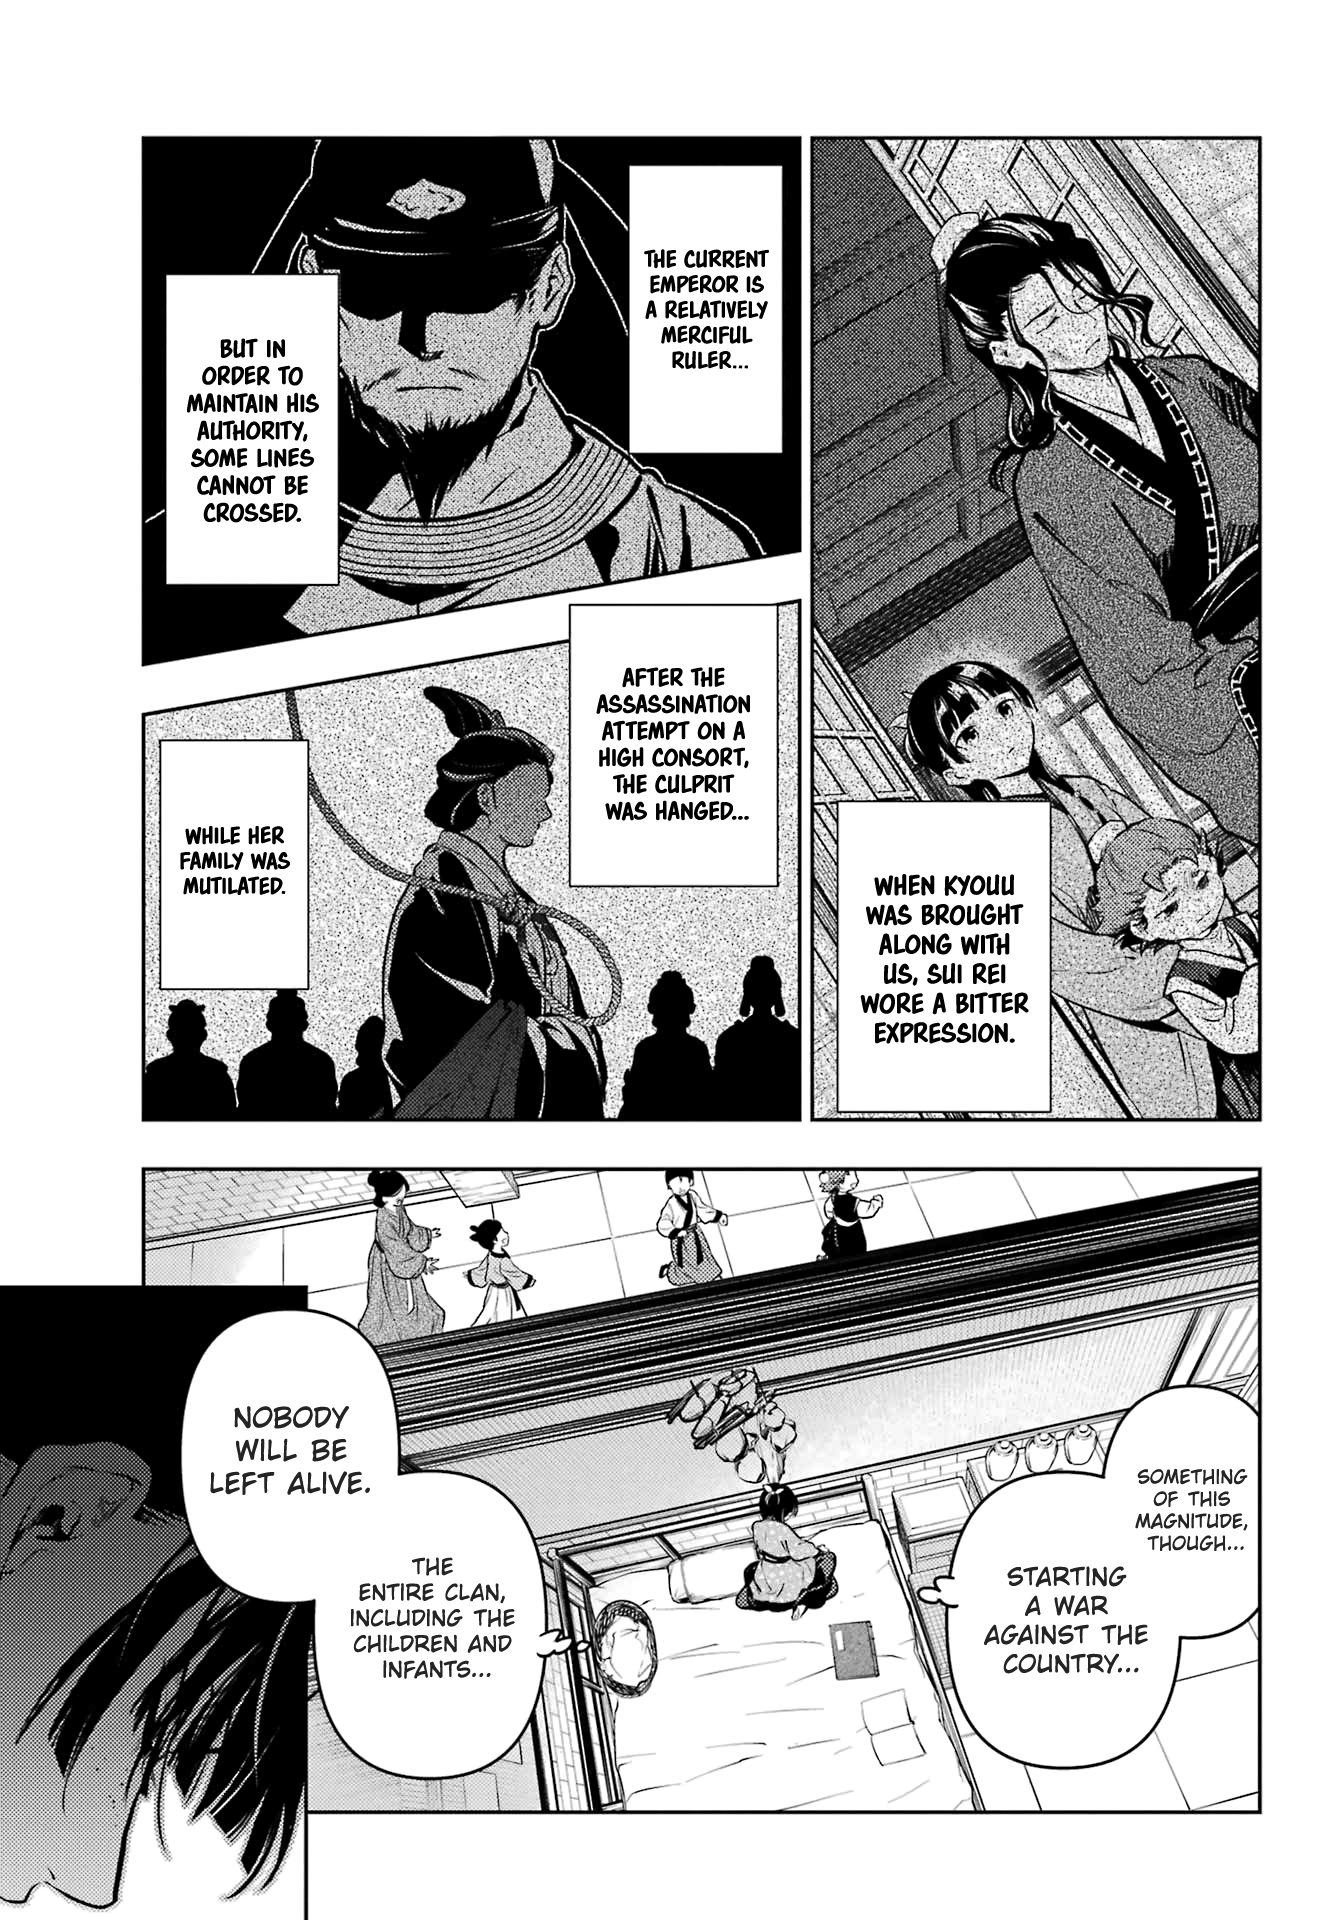 WHEN KYOUU
WAS BROUGHT
ALONG WITH
US, SUI REI
WORE A BITTER
EXPRESSION.
THE CURRENT
EMPEROR IS
A RELATIVELY
MERCIFUL
RULER...
BUT IN
ORDER TO
MAINTAIN HIS
AUTHORITY,
SOME LINES
CANNOT BE
CROSSED.
AFTER THE
ASSASSINATION
ATTEMPT ON A
HIGH CONSORT,
THE CULPRIT
WAS HANGED...
WHILE HER
FAMILY WAS
MUTILATED.
SOMETHING
OF THIS
MAGNITUDE,
THOUGH...
STARTING
A WAR
AGAINST THE
COUNTRY...
THE
ENTIRE CLAN,
INCLUDING THE
CHILDREN AND
INFANTS...
NOBODY
WILL BE
LEFT ALIVE.